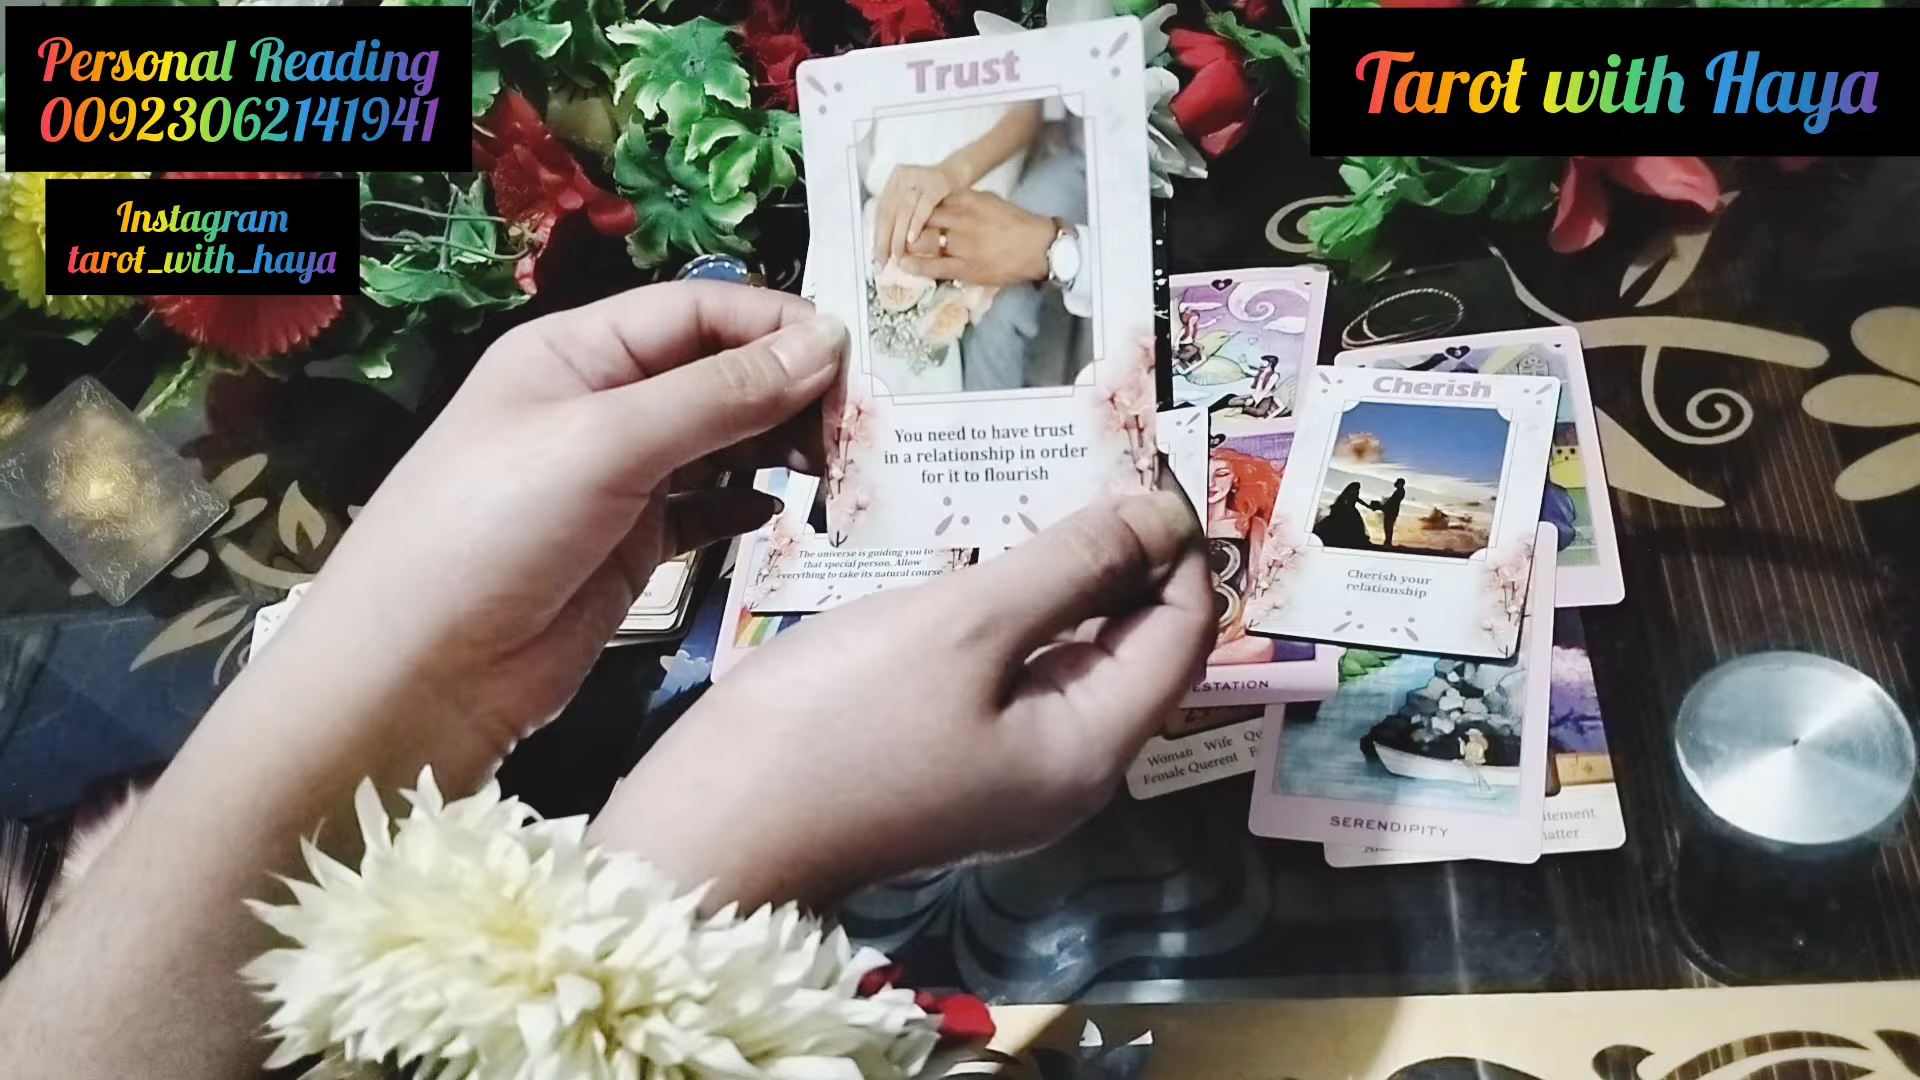 Personal Reading
00923062141941
Instagram
tarot_with_haya
Tarot with Haya
Trust
You need to have trust
in a relationship in order
for it to flourish
Cherish
Cherish your
relationship
The universe is guiding you to
that special person. Allow
everything to take its natural course
ESTATION
Woman Wife
Female Querent
SERENDIPITY
itement
atter